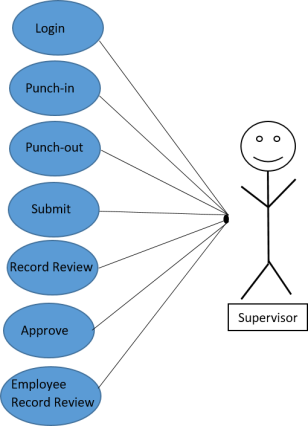 Login
Punch-in
Punch-out
Submit
Record Review
Approve
Employee
Record Review
Supervisor